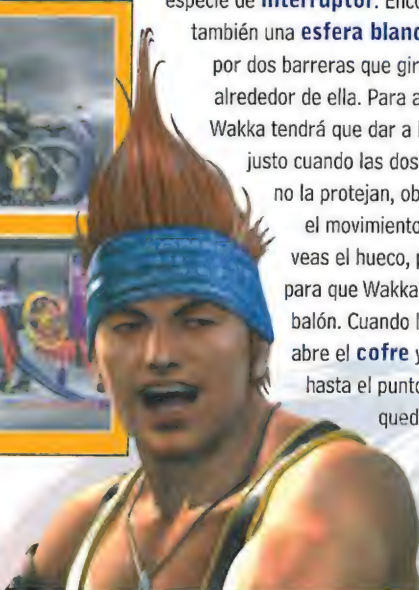 especie de interruptor. Enco
también una esfera blanc
por dos barreras que gir
alrededor de ella. Para a
Wakka tendrá que dar a l
justo cuando las dos
no la protejan, ob
el movimiento
veas el hueco, p
para que Wakka
balón. Cuando l
abre el cofre y
hasta el punto
qued